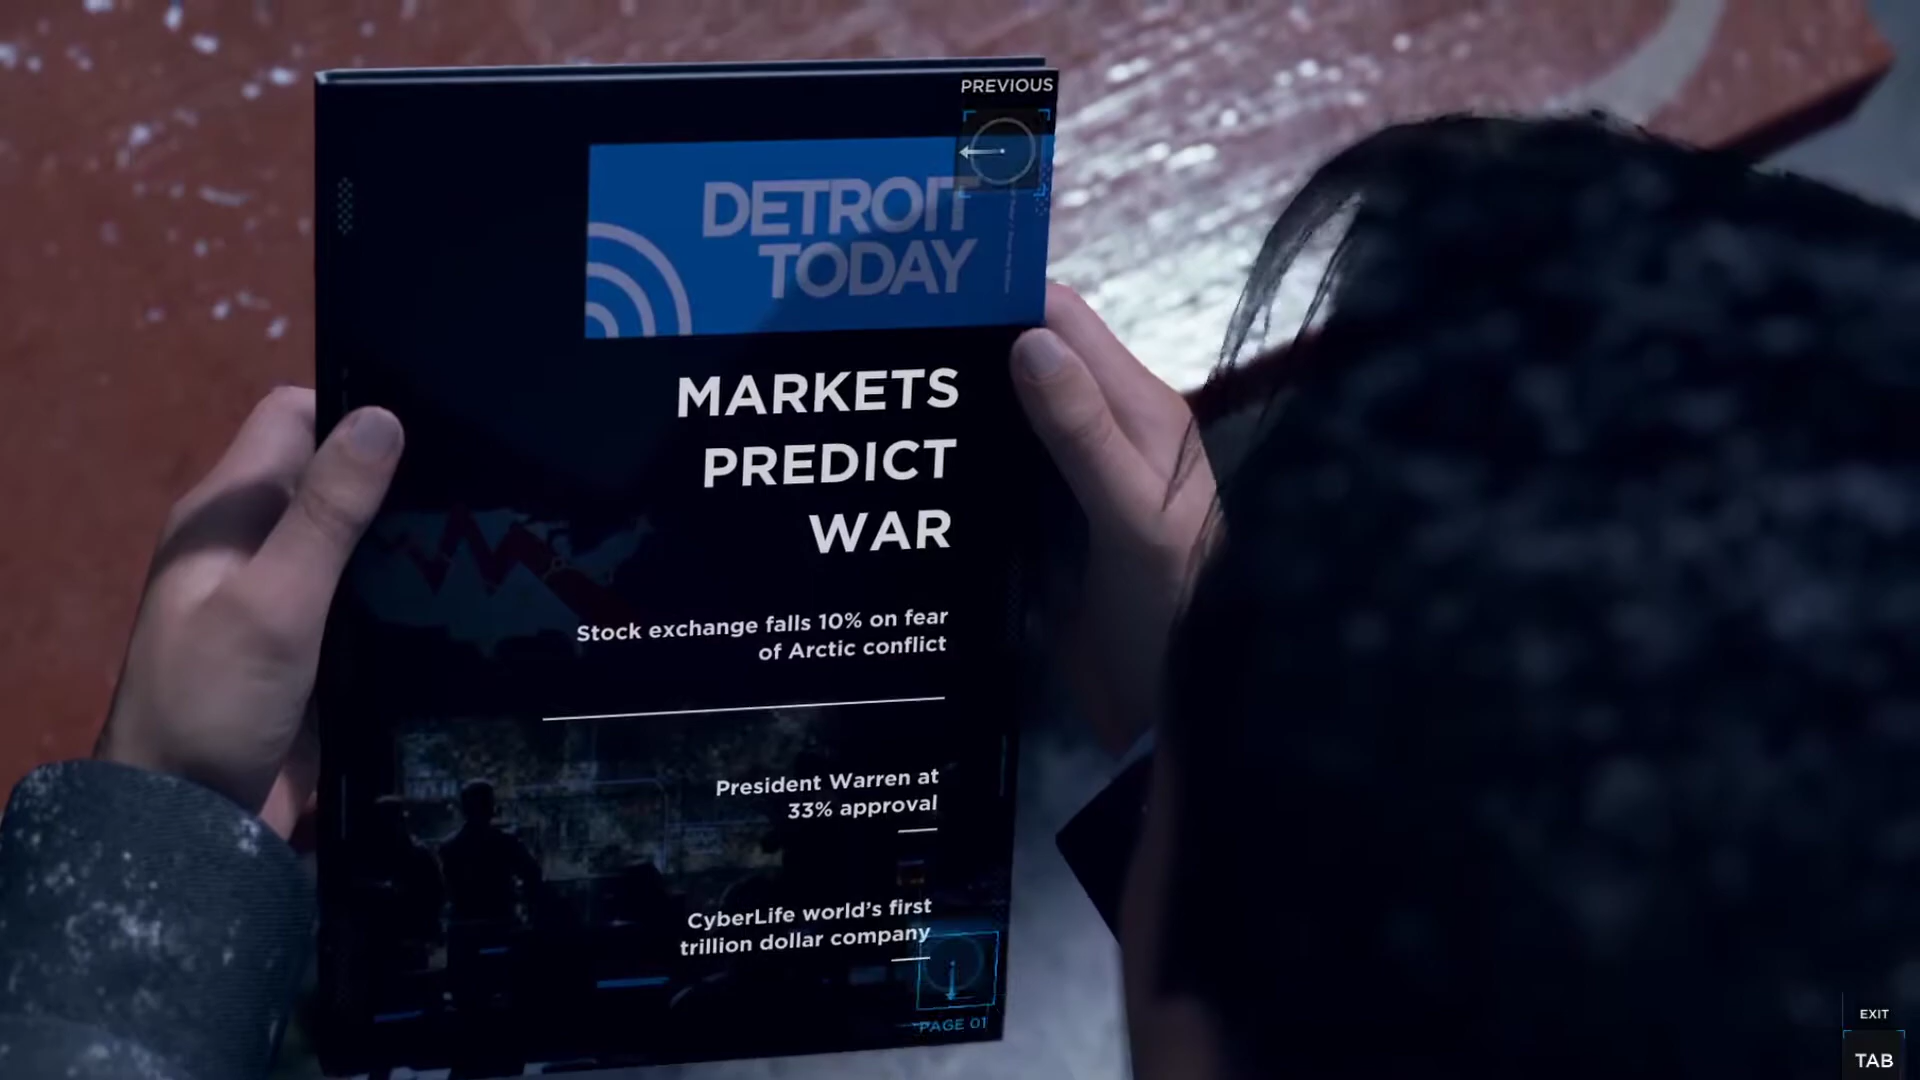 PREVIOUS
DETROIT
TODAY
MARKETS
PREDICT
WAR
Stock exchange falls 10% on fear
of Arctic conflict
President Warren at
33% approval
CyberLife world's first
trillion dollar company
PAGE 01
EXIT
TAB